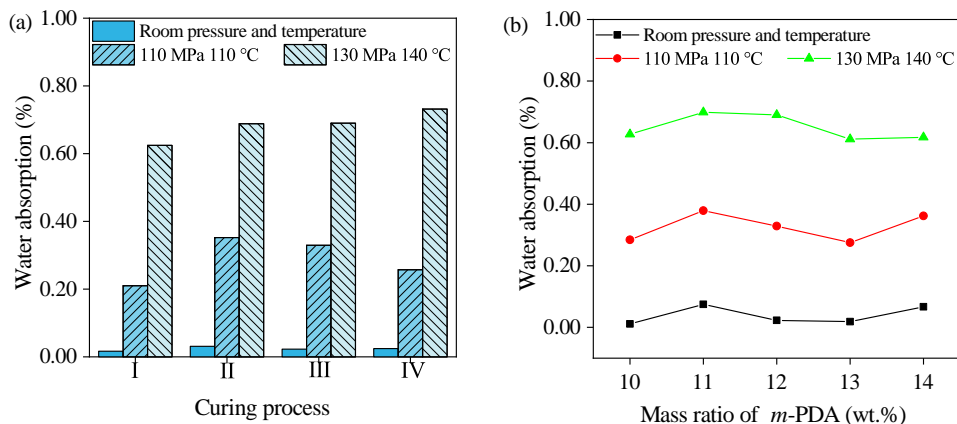 (a)
Room pressure and temperature
110 MPa 110 °C
130 MPa 140 °C
1.00
0.80
0.60
0.40
0.20
0.00
Water absorption (%)
I
II
III
IV
Curing process
(b)
Room pressure and temperature
110 MPa 110 °C
130 MPa 140 °C
1.00
0.80
0.60
0.40
0.20
0.00
Water absorption (%)
10
11
12
13
14
Mass ratio of m-PDA (wt.%)